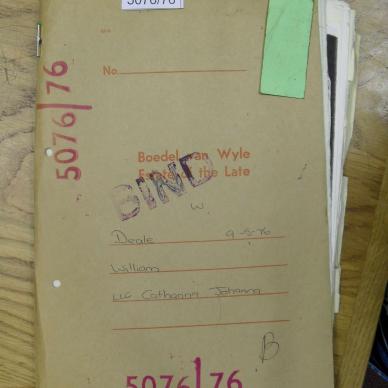 5076/76
No.
5076/76
Boedel van Wyle
Estate of the Late
BIND
W
Deale 9-5-76
William
Catharina Johanna
B
5076/76